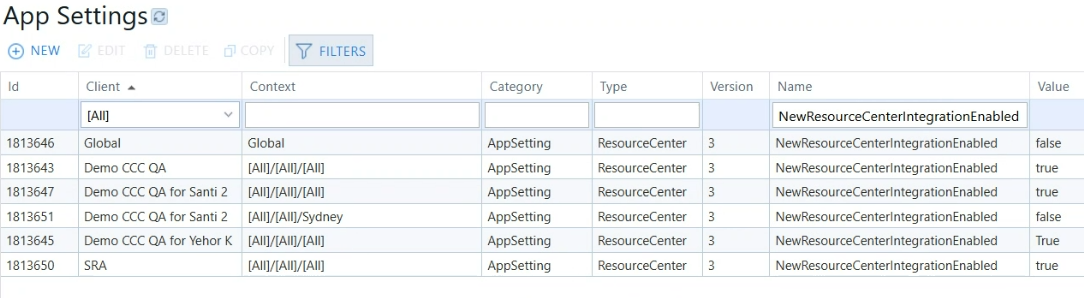 App Settings
NEW EDIT DELETE COPY FILTERS
Id Client Context Category Type Version Name Value
[All] NewResourceCenterIntegrationEnabled
1813646 Global Global AppSetting ResourceCenter 3 NewResourceCenterIntegrationEnabled false
1813643 Demo CCC QA [All]/[All]/[All] AppSetting ResourceCenter 3 NewResourceCenterIntegrationEnabled true
1813647 Demo CCC QA for Santi 2 [All]/[All]/[All] AppSetting ResourceCenter 3 NewResourceCenterIntegrationEnabled true
1813651 Demo CCC QA for Santi 2 [All]/[All]/Sydney AppSetting ResourceCenter 3 NewResourceCenterIntegrationEnabled false
1813645 Demo CCC QA for Yehor K [All]/[All]/[All] AppSetting ResourceCenter 3 NewResourceCenterIntegrationEnabled True
1813650 SRA [All]/[All]/[All] AppSetting ResourceCenter 3 NewResourceCenterIntegrationEnabled true